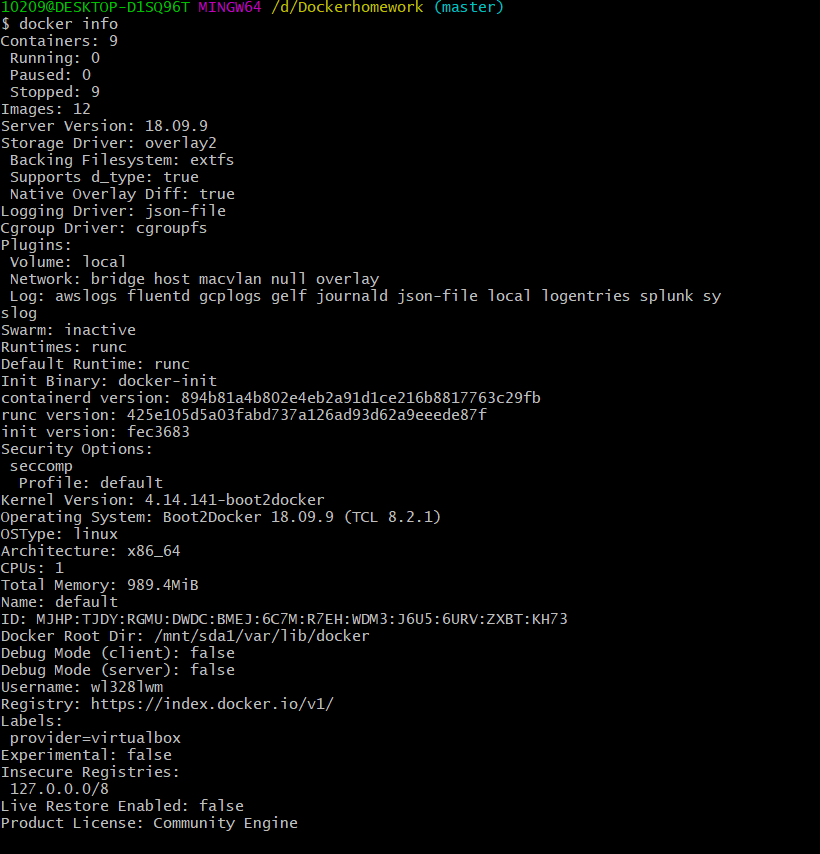 10209@DESKTOP-D1SQ96T MINGW64 /d/Dockerhomework (master)
$ docker info
Containers: 9
 Running: 0
 Paused: 0
 Stopped: 9
Images: 12
Server Version: 18.09.9
Storage Driver: overlay2
 Backing Filesystem: extfs
 Supports d_type: true
 Native Overlay Diff: true
Logging Driver: json-file
Cgroup Driver: cgroupfs
Plugins:
 Volume: local
 Network: bridge host macvlan null overlay
 Log: awslogs fluentd gcplogs gelf journald json-file local logentries splunk sy
slog
Swarm: inactive
Runtimes: runc
Default Runtime: runc
Init Binary: docker-init
containerd version: 894b81a4b802e4eb2a91d1ce216b8817763c29fb
runc version: 425e105d5a03fabd737a126ad93d62a9eeede87f
init version: fec3683
Security Options:
 seccomp
  Profile: default
Kernel Version: 4.14.141-boot2docker
Operating System: Boot2Docker 18.09.9 (TCL 8.2.1)
OSType: linux
Architecture: x86_64
CPUs: 1
Total Memory: 989.4MiB
Name: default
ID: MJHP:TJDY:RGMU:DWDC:BMEJ:6C7M:R7EH:WDM3:J6U5:6URV:ZXBT:KH73
Docker Root Dir: /mnt/sda1/var/lib/docker
Debug Mode (client): false
Debug Mode (server): false
Username: wl328lwm
Registry: https://index.docker.io/v1/
Labels:
 provider=virtualbox
Experimental: false
Insecure Registries:
 127.0.0.0/8
Live Restore Enabled: false
Product License: Community Engine